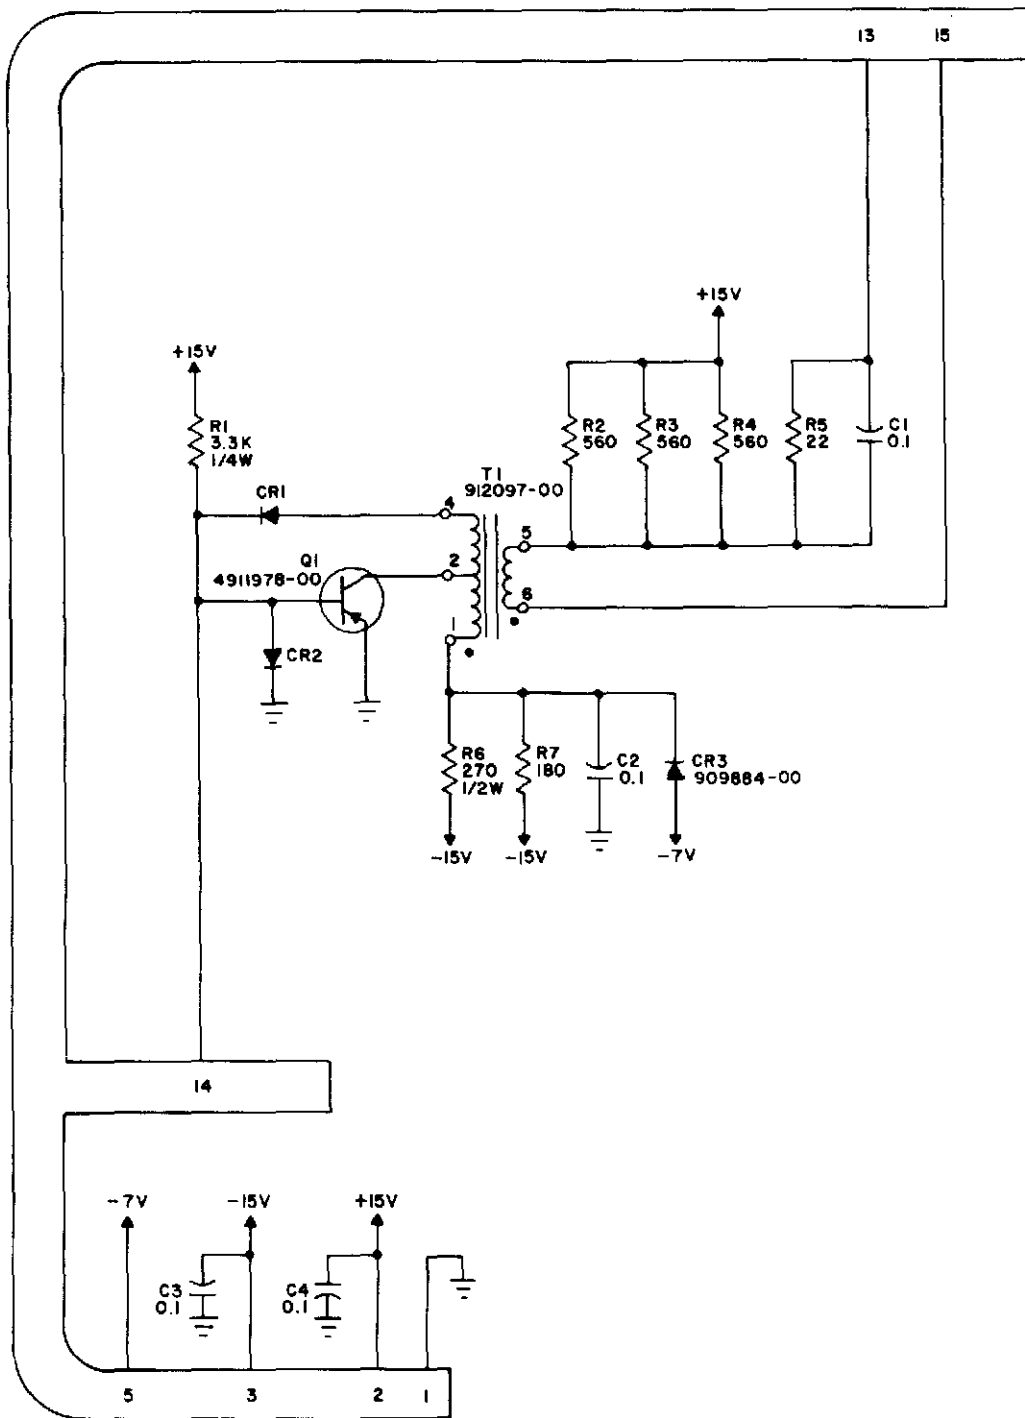 13
15
+15V
+15V
R1
3.3K
1/4W
R2
560
R3
560
R4
560
R5
22
C1
0.1
T1
912097-00
CR1
4
5
Q1
4911978-00
2
6
1
CR2
R6
270
1/2W
R7
180
C2
0.1
CR3
909884-00
-15V
-15V
-7V
14
-7V
-15V
+15V
C3
0.1
C4
0.1
5
3
2
1